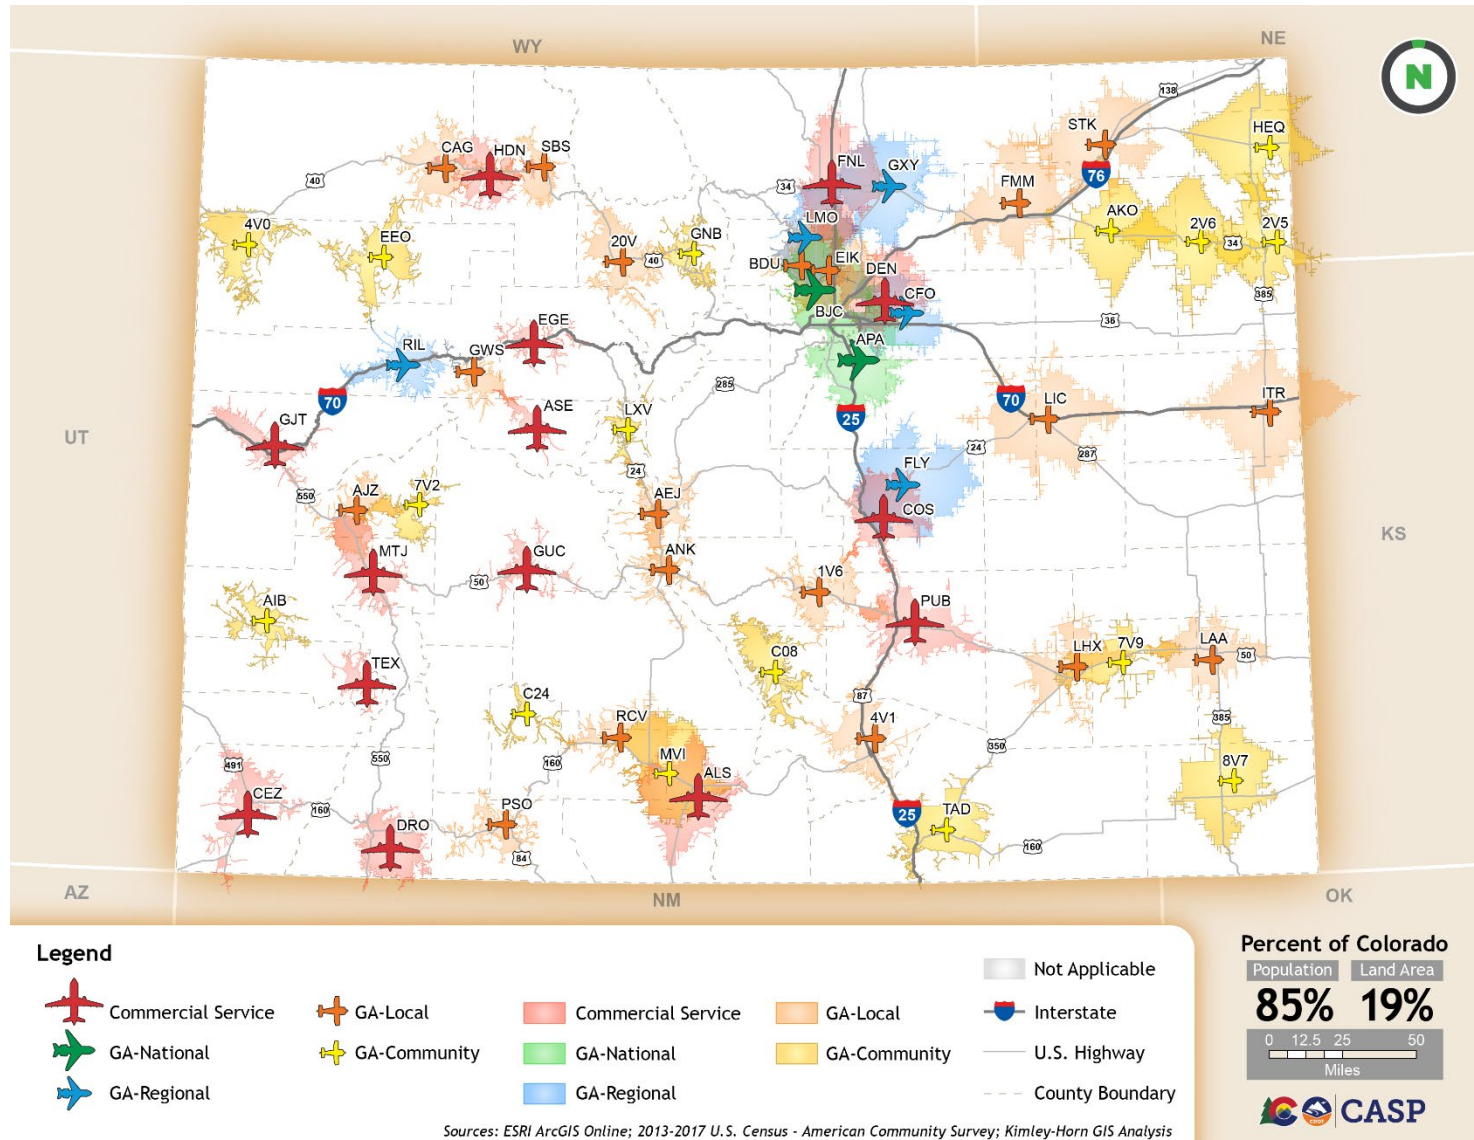 WY
NE
N
138
STK
HEQ
CAG
HDN
SBS
FNL
GXY
76
40
34
FMM
LMO
4V0
EEO
20V
GNB
40
AKO
2V6
34
2V5
BDU
EIK
DEN
CFO
385
BJC
36
EGE
APA
RIL
GWS
285
70
ASE
LXV
25
70
LIC
ITR
GJT
UT
24
287
24
FLY
550
AJZ
7V2
AEJ
COS
KS
MTJ
GUC
ANK
50
1V6
AIB
PUB
TEX
C08
LHX
7V9
LAA
50
C24
87
RCV
4V1
385
350
491
550
160
MVI
ALS
8V7
CEZ
160
PSO
25
TAD
DRO
84
160
AZ
NM
OK
Legend
Commercial Service
GA-National
GA-Regional
GA-Local
GA-Community
Commercial Service
GA-National
GA-Regional
GA-Local
GA-Community
Not Applicable
Interstate
U.S. Highway
County Boundary
Percent of Colorado
Population Land Area
85% 19%
0 12.5 25 50
Miles
CASP
Sources: ESRI ArcGIS Online; 2013-2017 U.S. Census - American Community Survey; Kimley-Horn GIS Analysis